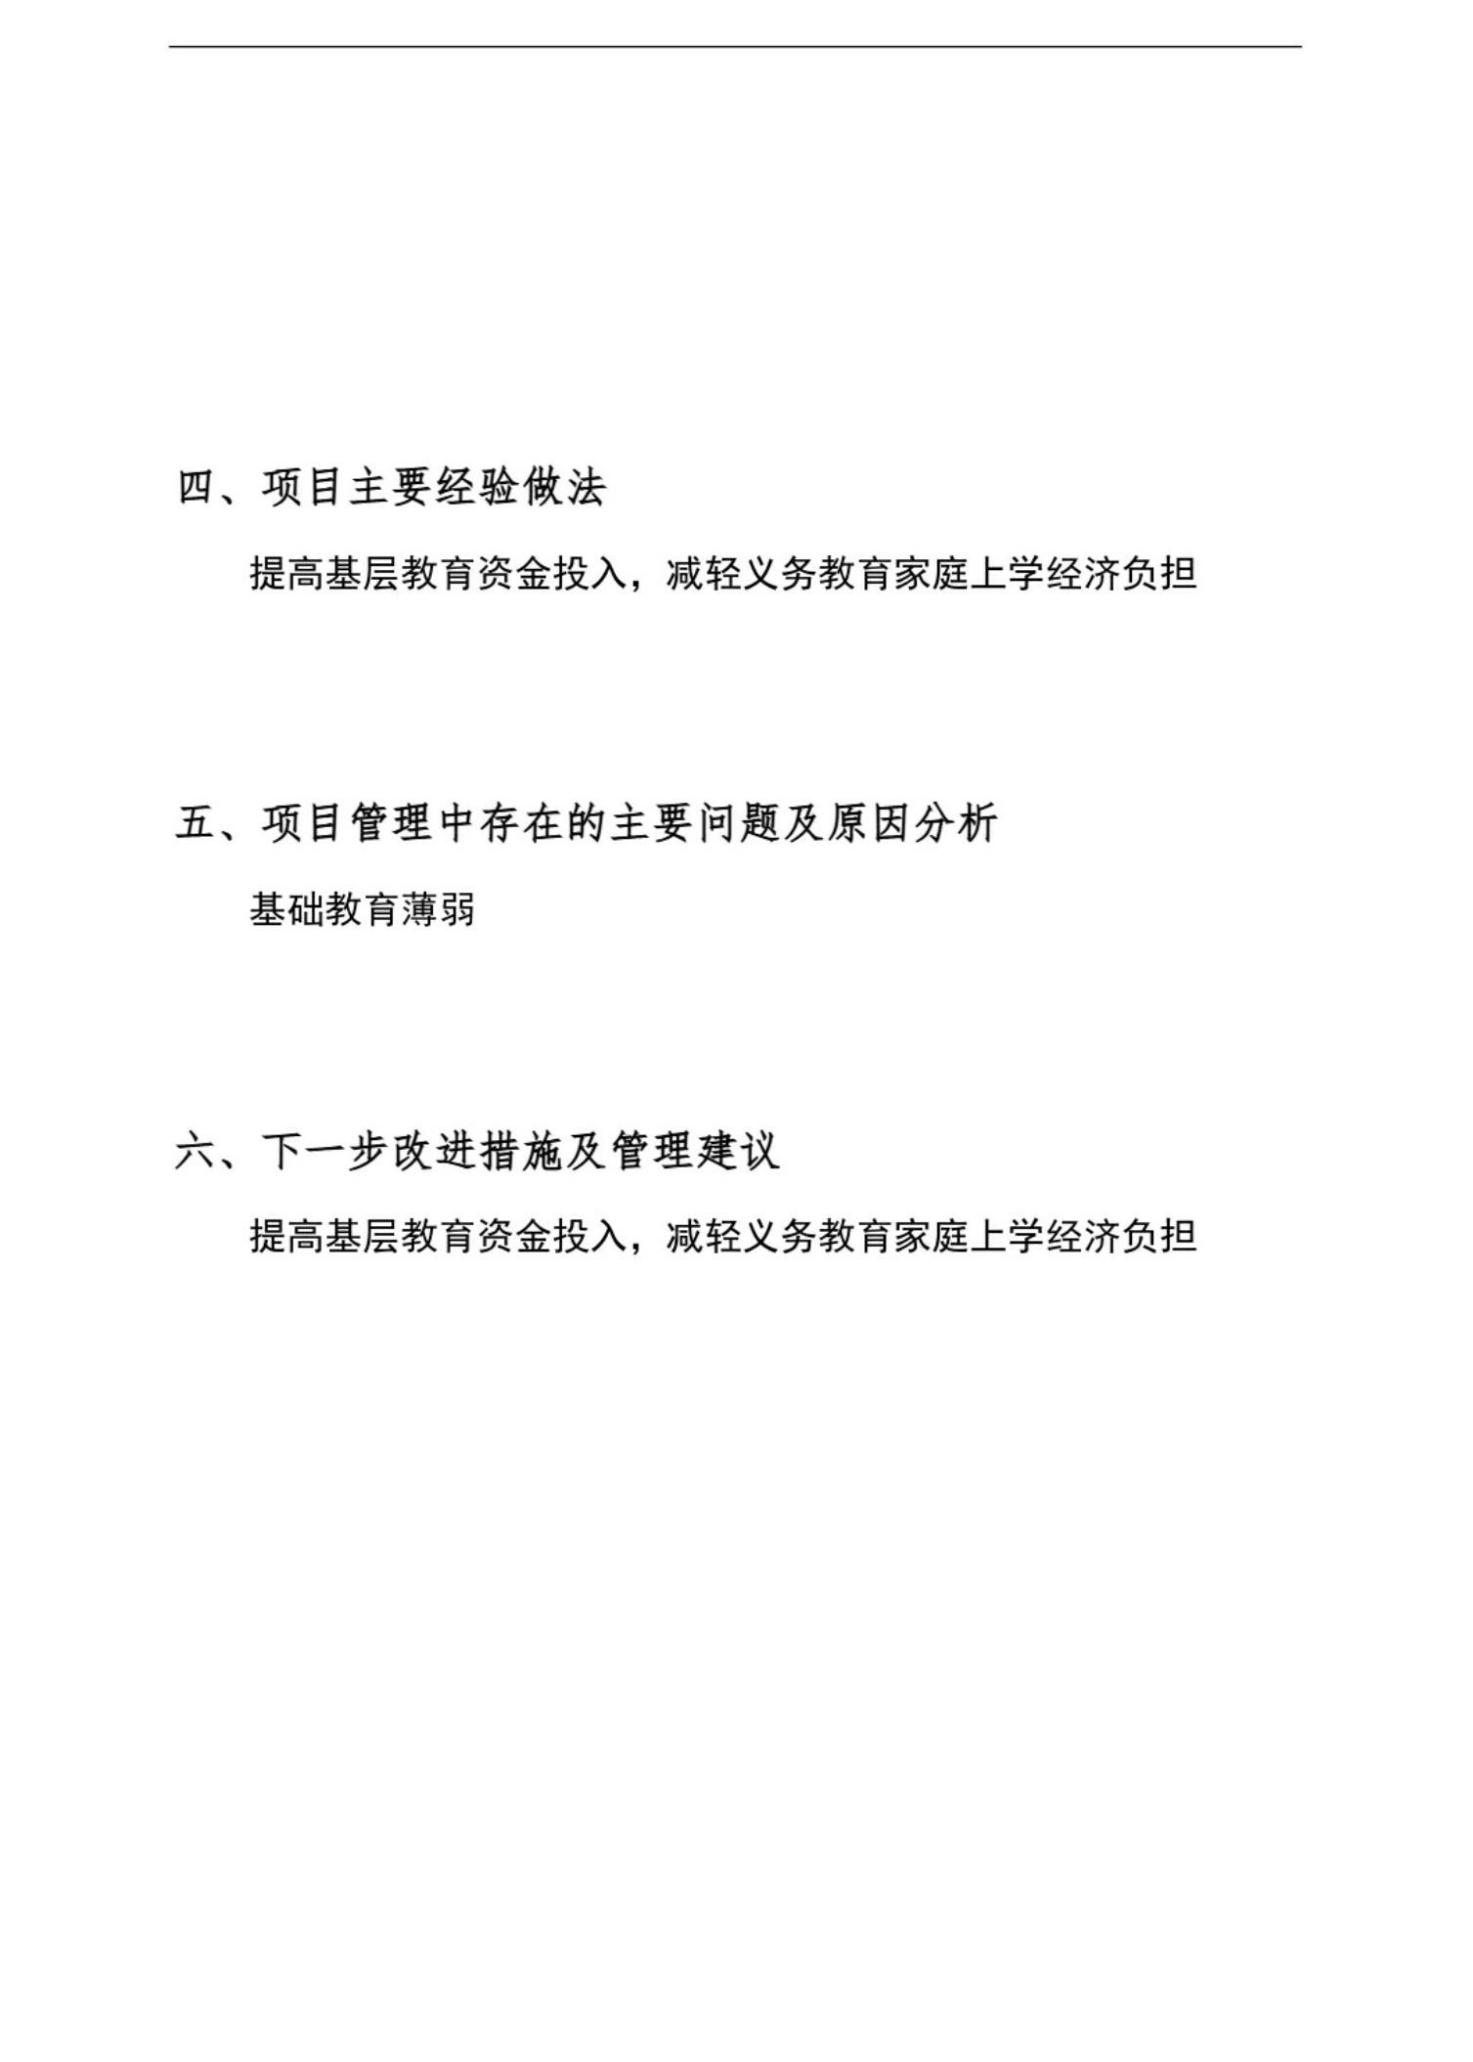 四、项目主要经验做法
提高基层教育资金投入，减轻义务教育家庭上学经济负担
五、项目管理中存在的主要问题及原因分析
基础教育薄弱
六、下一步改进措施及管理建议
提高基层教育资金投入，减轻义务教育家庭上学经济负担